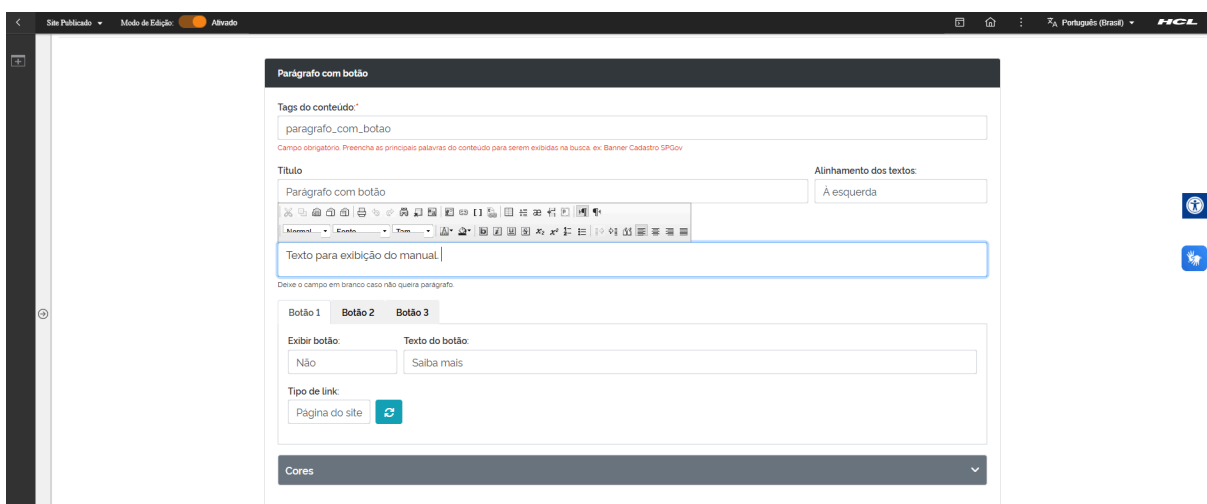 Site Publicado Modo de Edição: Ativado Português (Brasil) HCL
Parágrafo com botão
Tags do conteúdo:*
paragrafo_com_botao
Campo obrigatório. Preencha as principais palavras do conteúdo para serem exibidas na busca. ex: Banner Cadastro SPGov
Título Alinhamento dos textos:
Parágrafo com botão À esquerda
Normal Fonte Tam
Texto para exibição do manual.
Deixe o campo em branco caso não queira parágrafo.
Botão 1 Botão 2 Botão 3
Exibir botão: Texto do botão:
Não Saiba mais
Tipo de link:
Página do site
Cores